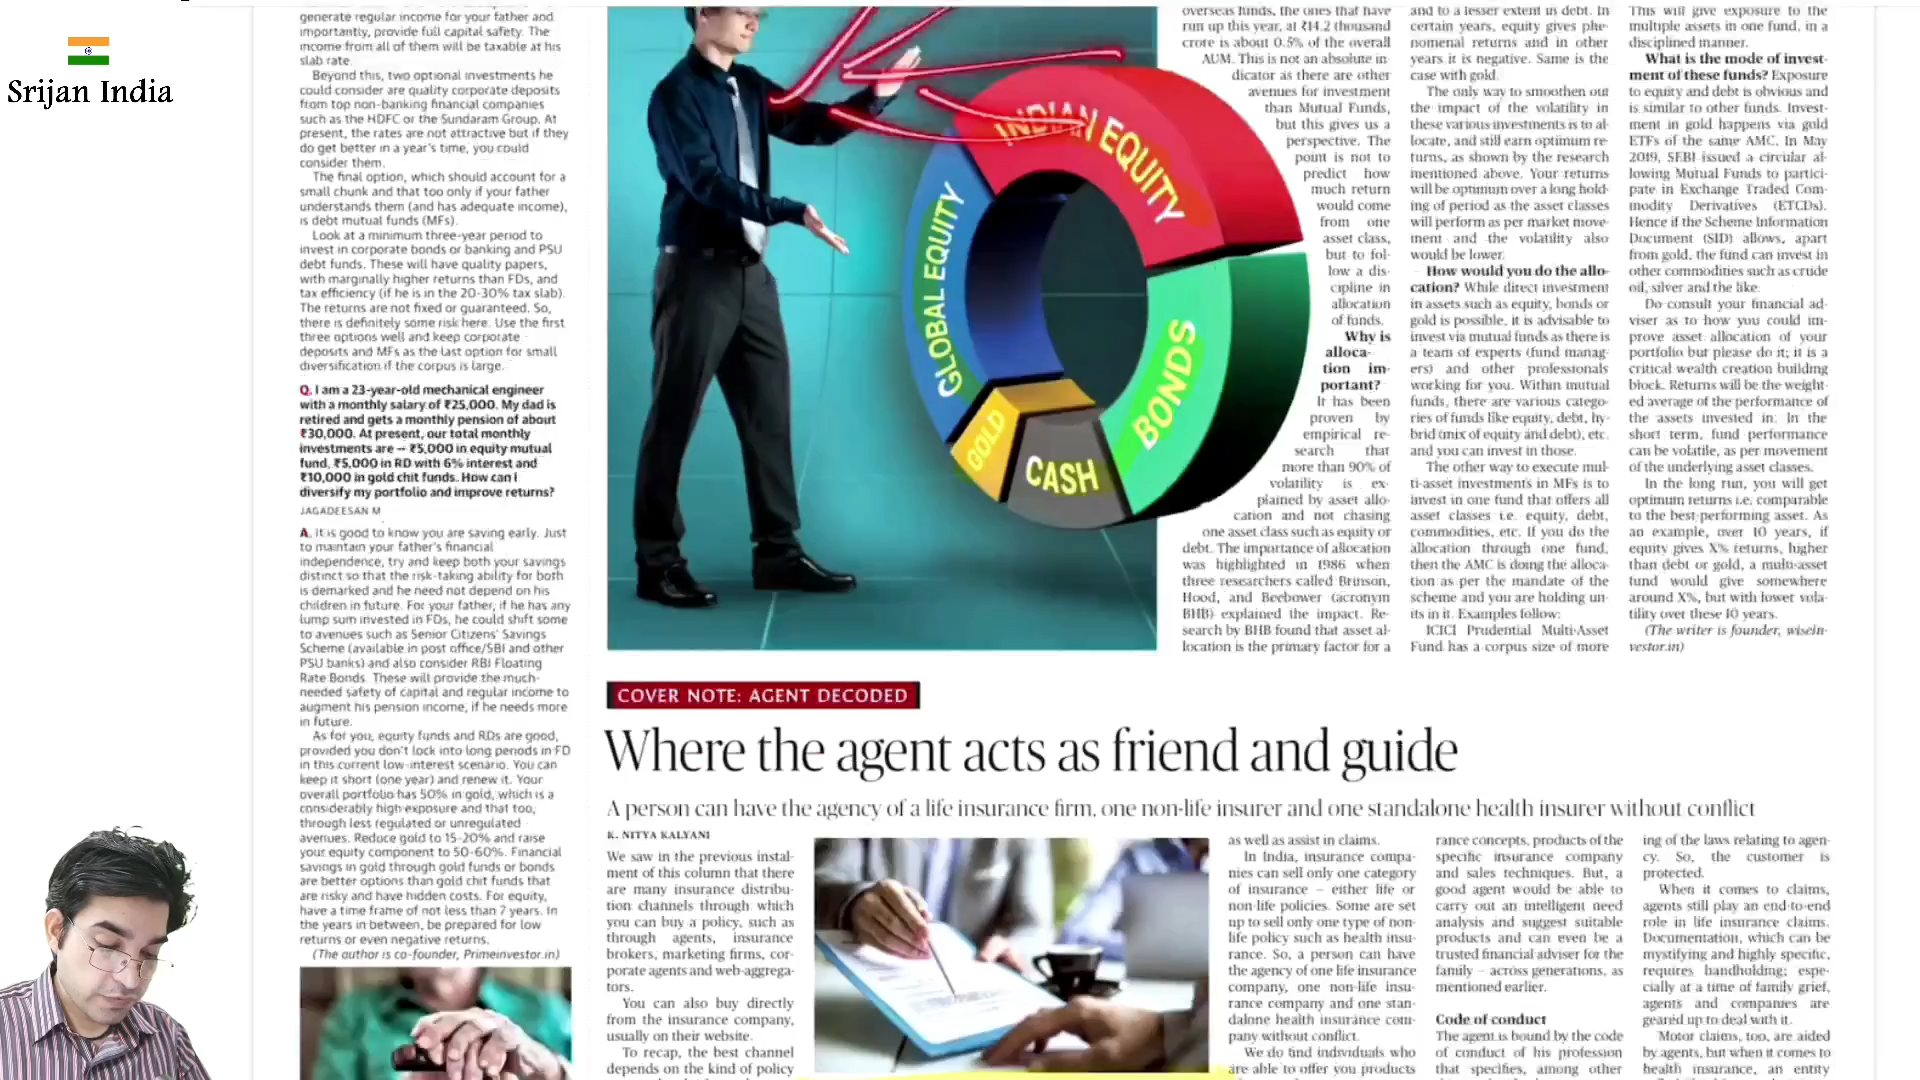 Srijan India
generate regular income for your father and
importantly, provide full capital safety. The
income from all of them will be taxable at his
slab rate.
Beyond this, two optional investments he
could consider are quality corporate deposits
from top non-banking financial companies
such as the HDFC or the Sundaram Group. At
present, the rates are not attractive but if they
do get better in a year's time, you could
consider them.
The final option, which should account for a
small chunk and that too only if your father
understands them (and has adequate income),
is debt mutual funds (MFs).
Look at a minimum three-year period to
invest in corporate bonds or banking and PSU
debt funds. These will have quality papers,
with marginally higher returns than FDs, and
tax efficiency (if he is in the 20-30% tax slab).
The returns are not fixed or guaranteed. So,
there is definitely some risk here. Use the first
three options well and keep corporate
deposits and MFs as the last option for small
diversification if the corpus is large.
Q. I am a 23-year-old mechanical engineer
with a monthly salary of ₹25,000. My dad is
retired and gets a monthly pension of about
₹30,000. At present, our total monthly
investments are — ₹5,000 in equity mutual
fund, ₹5,000 in RD with 6% interest and
₹10,000 in gold chit funds. How can I
diversify my portfolio and improve returns?
JAGADEESAN M
A. It is good to know you are saving early. Just
to maintain your father's financial
independence, try and keep both your savings
distinct so that the risk-taking ability for both
is demarked and he need not depend on his
children in future. For your father, if he has any
lump sum invested in FDs, he could shift some
to avenues such as Senior Citizens' Savings
Scheme (available in post office/SBI and other
PSU banks) and also consider RBI Floating
Rate Bonds. These will provide the much-
needed safety of capital and regular income to
augment his pension income, if he needs more
in future.
As for you, equity funds and RDs are good,
provided you don't lock into long periods in FD
in this current low-interest scenario. You can
keep it short (one year) and renew it. Your
overall portfolio has 50% in gold, which is a
considerably high exposure and that too,
through less regulated or unregulated
avenues. Reduce gold to 15-20% and raise
your equity component to 50-60%. Financial
savings in gold through gold funds or bonds
are better options than gold chit funds that
are risky and have hidden costs. For equity,
have a time frame of not less than 7 years. In
the years in between, be prepared for low
returns or even negative returns.
(The author is co-founder, Primeinvestor.in)
INDIAN EQUITY
GLOBAL EQUITY
BONDS
GOLD
CASH
overseas funds, the ones that have
run up this year, at ₹14.2 thousand
crore is about 0.5% of the overall
AUM. This is not an absolute in-
dicator as there are other
avenues for investment
than Mutual Funds,
but this gives us a
perspective. The
point is not to
predict how
much return
would come
from one
asset class,
but to fol-
low a dis-
cipline in
allocation
of funds.
Why is
alloca-
tion im-
portant?
It has been
proven by
empirical re-
search that
more than 90% of
volatility is ex-
plained by asset allo-
cation and not chasing
one asset class such as equity or
debt. The importance of allocation
was highlighted in 1986 when
three researchers called Brinson,
Hood, and Beebower (acronym
BHB) explained the impact. Re-
search by BHB found that asset al-
location is the primary factor for a
and to a lesser extent in debt. In
certain years, equity gives phe-
nomenal returns and in other
years it is negative. Same is the
case with gold.
The only way to smoothen out
the impact of the volatility in
these various investments is to al-
locate, and still earn optimum re-
turns, as shown by the research
mentioned above. Your returns
will be optimum over a long hold-
ing of period as the asset classes
will perform as per market move-
ment and the volatility also
would be lower.
How would you do the allo-
cation? While direct investment
in assets such as equity, bonds or
gold is possible, it is advisable to
invest via mutual funds as there is
a team of experts (fund manag-
ers) and other professionals
working for you. Within mutual
funds, there are various catego-
ries of funds like equity, debt, hy-
brid (mix of equity and debt), etc.
and you can invest in those.
The other way to execute mul-
ti-asset investments in MFs is to
invest in one fund that offers all
asset classes i.e. equity, debt,
commodities, etc. If you do the
allocation through one fund,
then the AMC is doing the alloca-
tion as per the mandate of the
scheme and you are holding un-
its in it. Examples follow:
ICICI Prudential Multi-Asset
Fund has a corpus size of more
This will give exposure to the
multiple assets in one fund, in a
disciplined manner.
What is the mode of invest-
ment of these funds? Exposure
to equity and debt is obvious and
is similar to other funds. Invest-
ment in gold happens via gold
ETFs of the same AMC. In May
2019, SEBI issued a circular al-
lowing Mutual Funds to partici-
pate in Exchange Traded Com-
modity Derivatives (ETCDs).
Hence if the Scheme Information
Document (SID) allows, apart
from gold, the fund can invest in
other commodities such as crude
oil, silver and the like.
Do consult your financial ad-
viser as to how you could im-
prove asset allocation of your
portfolio but please do it; it is a
critical wealth creation building
block. Returns will be the weight-
ed average of the performance of
the assets invested in. In the
short term, fund performance
can be volatile, as per movement
of the underlying asset classes.
In the long run, you will get
optimum returns i.e. comparable
to the best-performing asset. As
an example, over 10 years, if
equity gives X% returns, higher
than debt or gold, a multi-asset
fund would give somewhere
around X%, but with lower vola-
tility over these 10 years.
(The writer is founder, wisein-
vestor.in)
COVER NOTE: AGENT DECODED
Where the agent acts as friend and guide
A person can have the agency of a life insurance firm, one non-life insurer and one standalone health insurer without conflict
K. NITYA KALYANI
We saw in the previous instal-
ment of this column that there
are many insurance distribu-
tion channels through which
you can buy a policy, such as
through agents, insurance
brokers, marketing firms, cor-
porate agents and web-aggrega-
tors.
You can also buy directly
from the insurance company,
usually on their website.
To recap, the best channel
depends on the kind of policy
as well as assist in claims.
In India, insurance compa-
nies can sell only one category
of insurance – either life or
non-life policies. Some are set
up to sell only one type of non-
life policy such as health insu-
rance. So, a person can have
the agency of one life insurance
company, one non-life insu-
rance company and one stan-
dalone health insurance com-
pany without conflict.
We do find individuals who
are able to offer you products
rance concepts, products of the
specific insurance company
and sales techniques. But, a
good agent would be able to
carry out an intelligent need
analysis and suggest suitable
products and can even be a
trusted financial adviser for the
family – across generations, as
mentioned earlier.
Code of conduct
The agent is bound by the code
of conduct of his profession
that specifies, among other
ing of the laws relating to agen-
cy. So, the customer is
protected.
When it comes to claims,
agents still play an end-to-end
role in life insurance claims.
Documentation, which can be
mystifying and highly specific,
requires handholding; espe-
cially at a time of family grief,
agents and companies are
geared up to deal with it.
Motor claims, too, are aided
by agents, but when it comes to
health insurance, an entity